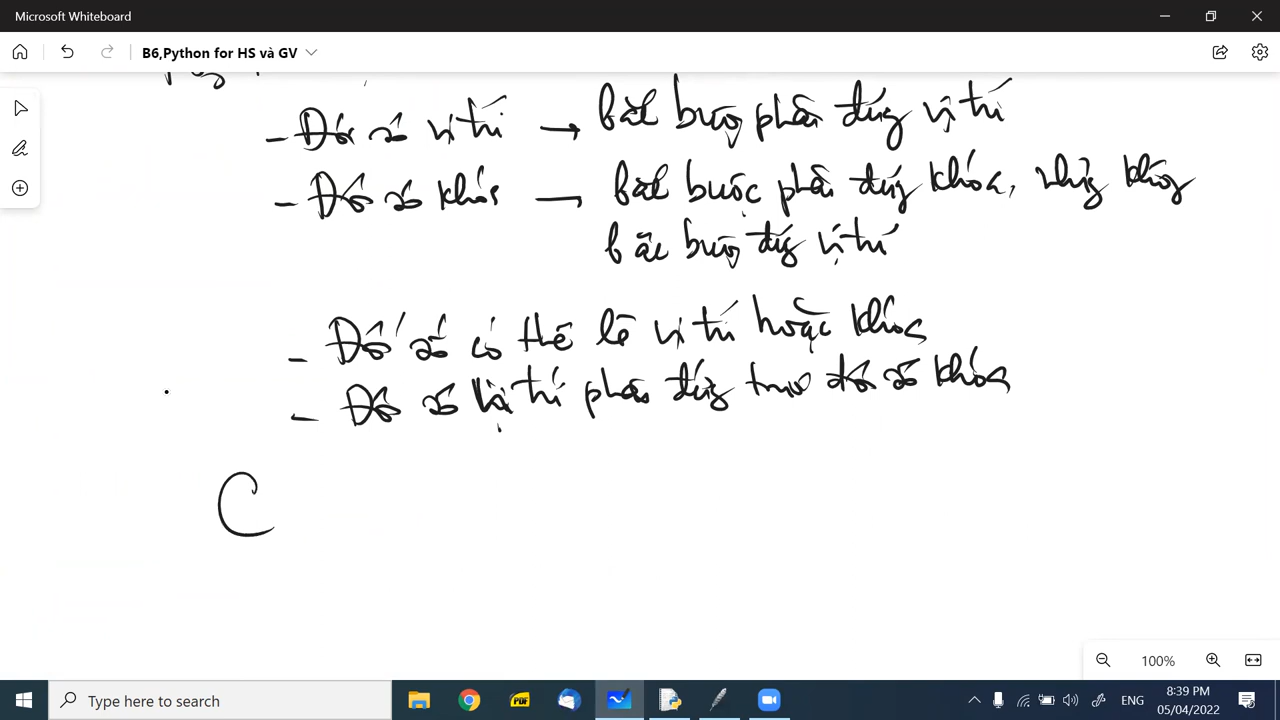 Microsoft Whiteboard
B6,Python for HS và GV
- Đối số vị trí → bắt buộc phải đúng vị trí
- Đối số khóa → bắt buộc phải đúng khóa, nhưng không
bắt buộc đúng vị trí
- Đối số có thể là vị trí hoặc khóa
- Đối số vị trí phải đứng trước đối số khóa
C
100%
Type here to search
PDF
ENG
8:39 PM
05/04/2022